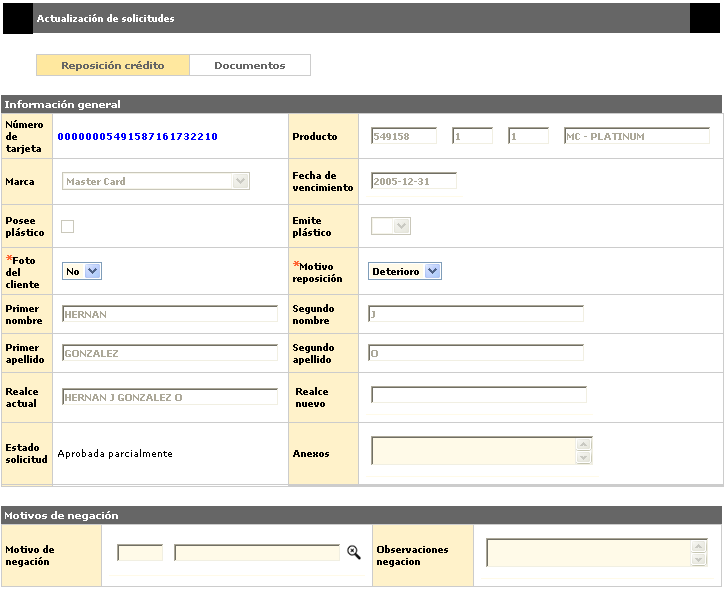 Actualización de solicitudes
Reposición crédito Documentos
Información general
Número de tarjeta 00000005491587161732210 Producto 549158 1 1 MC - PLATINUM
Marca Master Card Fecha de vencimiento 2005-12-31
Posee plástico Emite plástico
*Foto del cliente No *Motivo reposición Deterioro
Primer nombre HERNAN Segundo nombre J
Primer apellido GONZALEZ Segundo apellido O
Realce actual HERNAN J GONZALEZ O Realce nuevo
Estado solicitud Aprobada parcialmente Anexos
Motivos de negación
Motivo de negación Observaciones negacion